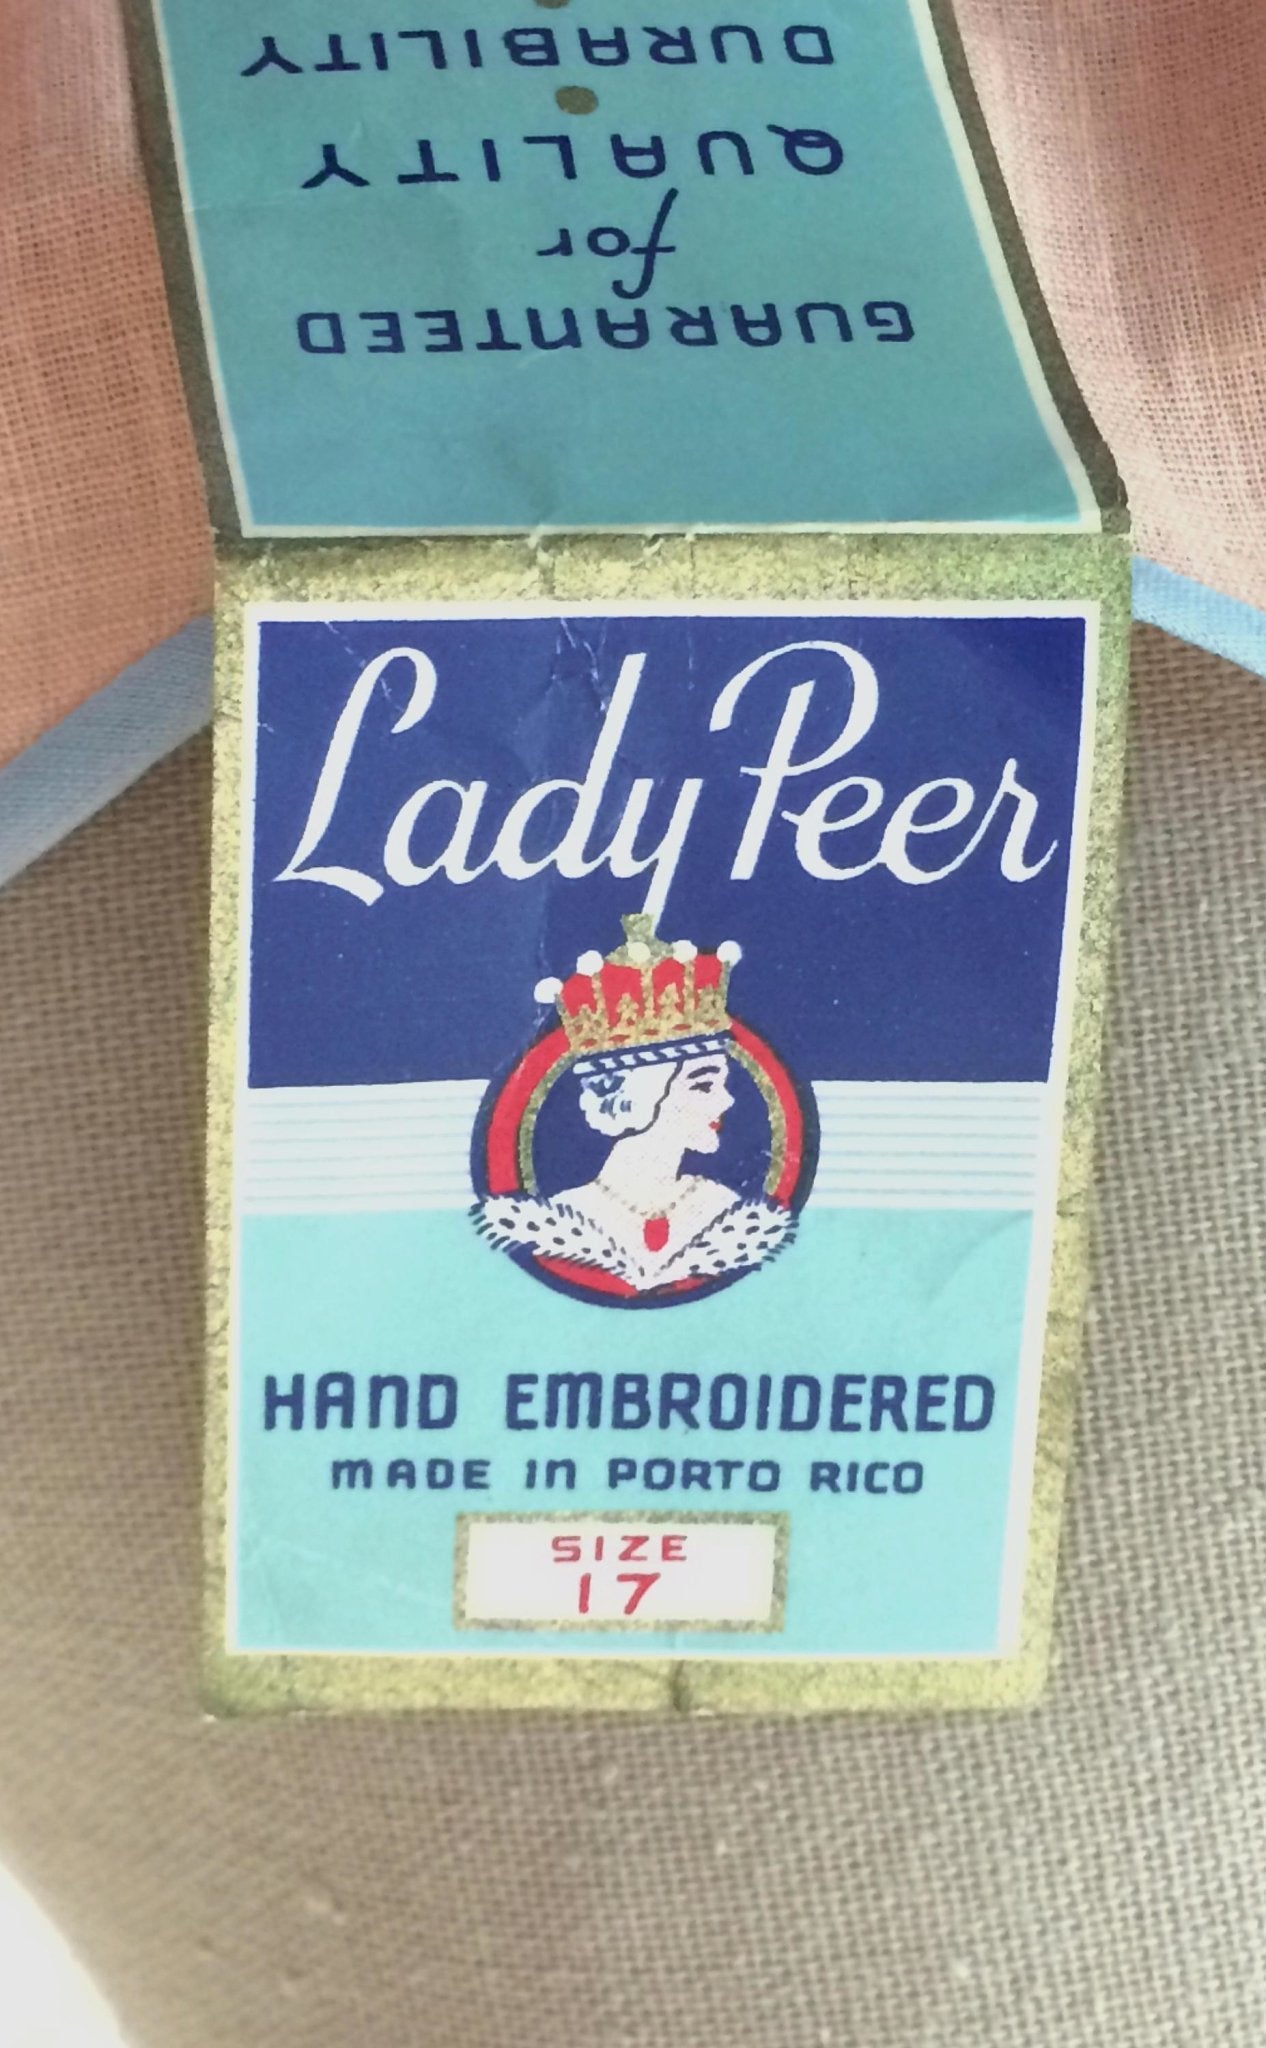 GUARANTEED
for
QUALITY
DURABILITY
Lady Peer
HAND EMBROIDERED
MADE IN PORTO RICO
SIZE
17